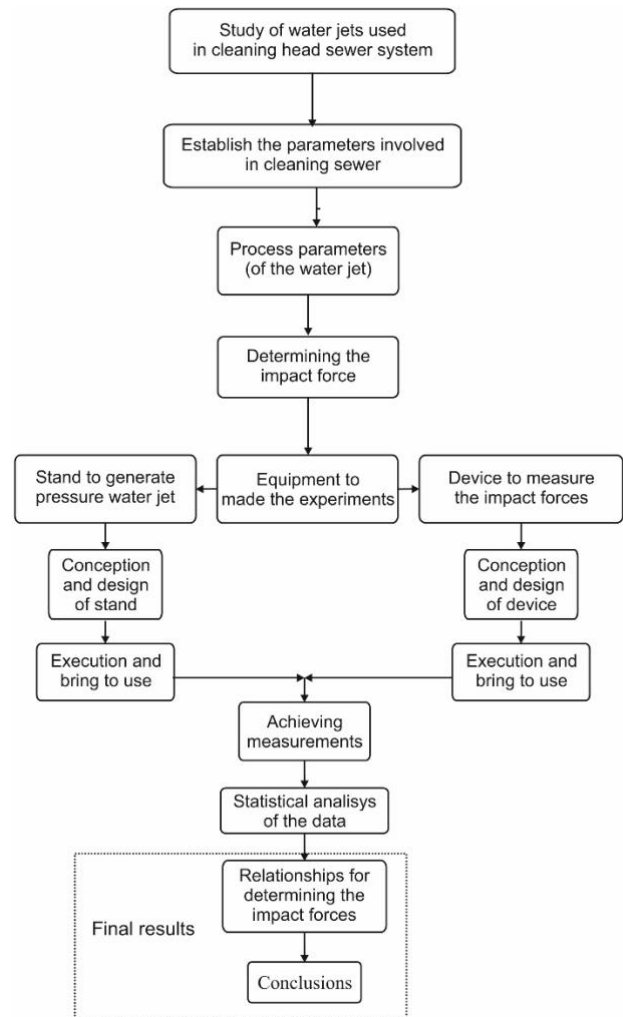 Study of water jets used
in cleaning head sewer system
Establish the parameters involved
in cleaning sewer
Process parameters
(of the water jet)
Determining the
impact force
Stand to generate
pressure water jet
Equipment to
made the experiments
Device to measure
the impact forces
Conception
and design
of stand
Conception
and design
of device
Execution and
bring to use
Execution and
bring to use
Achieving
measurements
Statistical analisys
of the data
Relationships for
determining the
impact forces
Final results
Conclusions